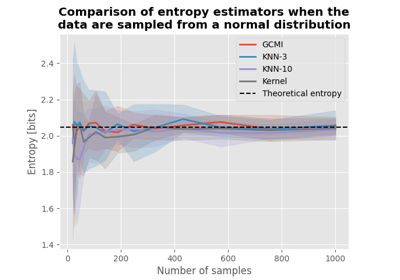 Comparison of entropy estimators when the
data are sampled from a normal distribution
GCMI
KNN-3
KNN-10
Kernel
Theoretical entropy
Entropy [bits]
2.4
2.2
2.0
1.8
1.6
1.4
0
200
400
600
800
1000
Number of samples